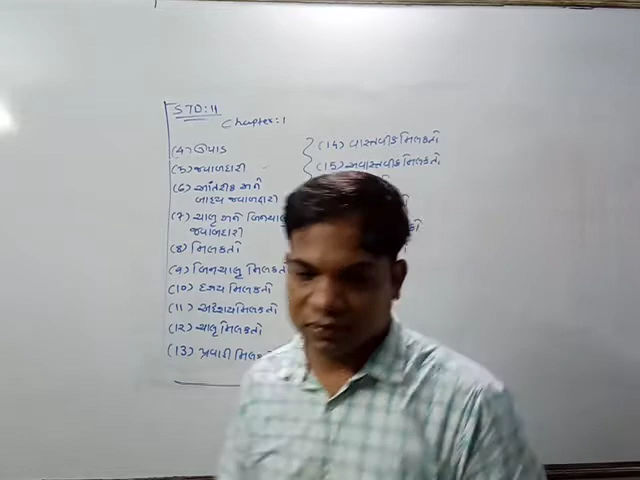 STD:11
Chapter:1
(4) ઉપાડ
(5) જવાબદારી
(6) આંતરીક અને
બાહ્ય જવાબદારી
(7) ચાલુ અને બિનચાલુ
જવાબદારી
(8) મિલકતો
(9) બિનચાલુ મિલકતો
(10) દશ્ય મિલકતો
(11) અદૅશ્ય મિલકતો
(12) ચાલુ મિલકતો
(13) પ્રવાહી
(14) વાસ્તવીક મિલકતો
(15) અવાસ્તવીક મિલકતો